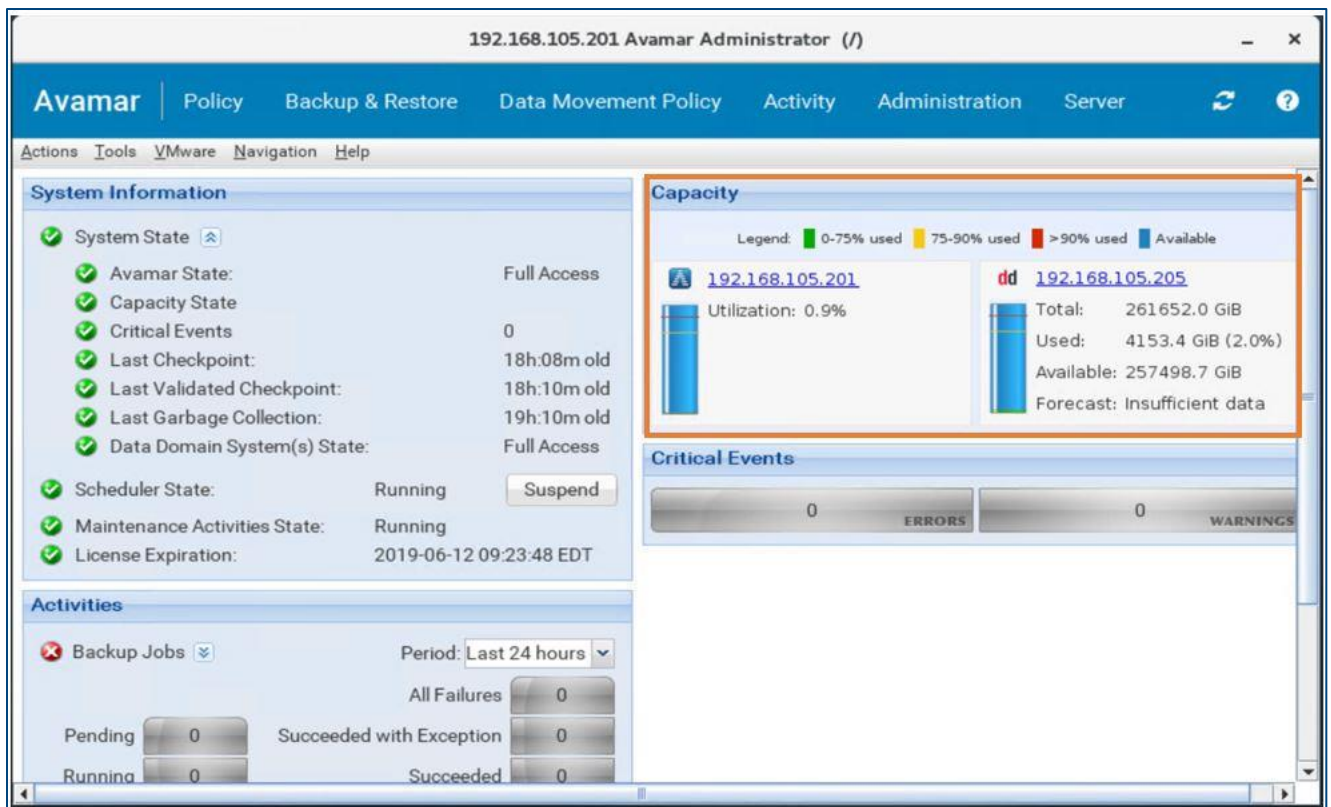 192.168.105.201 Avamar Administrator (/)
Avamar Policy Backup & Restore Data Movement Policy Activity Administration Server
Actions Tools VMware Navigation Help
System Information
System State
Avamar State: Full Access
Capacity State
Critical Events 0
Last Checkpoint: 18h:08m old
Last Validated Checkpoint: 18h:10m old
Last Garbage Collection: 19h:10m old
Data Domain System(s) State: Full Access
Scheduler State: Running Suspend
Maintenance Activities State: Running
License Expiration: 2019-06-12 09:23:48 EDT
Activities
Backup Jobs Period: Last 24 hours
All Failures 0
Pending 0 Succeeded with Exception 0
Running 0 Succeeded 0
Capacity
Legend: 0-75% used 75-90% used >90% used Available
192.168.105.201
Utilization: 0.9%
dd 192.168.105.205
Total: 261652.0 GiB
Used: 4153.4 GiB (2.0%)
Available: 257498.7 GiB
Forecast: Insufficient data
Critical Events
0 ERRORS 0 WARNINGS